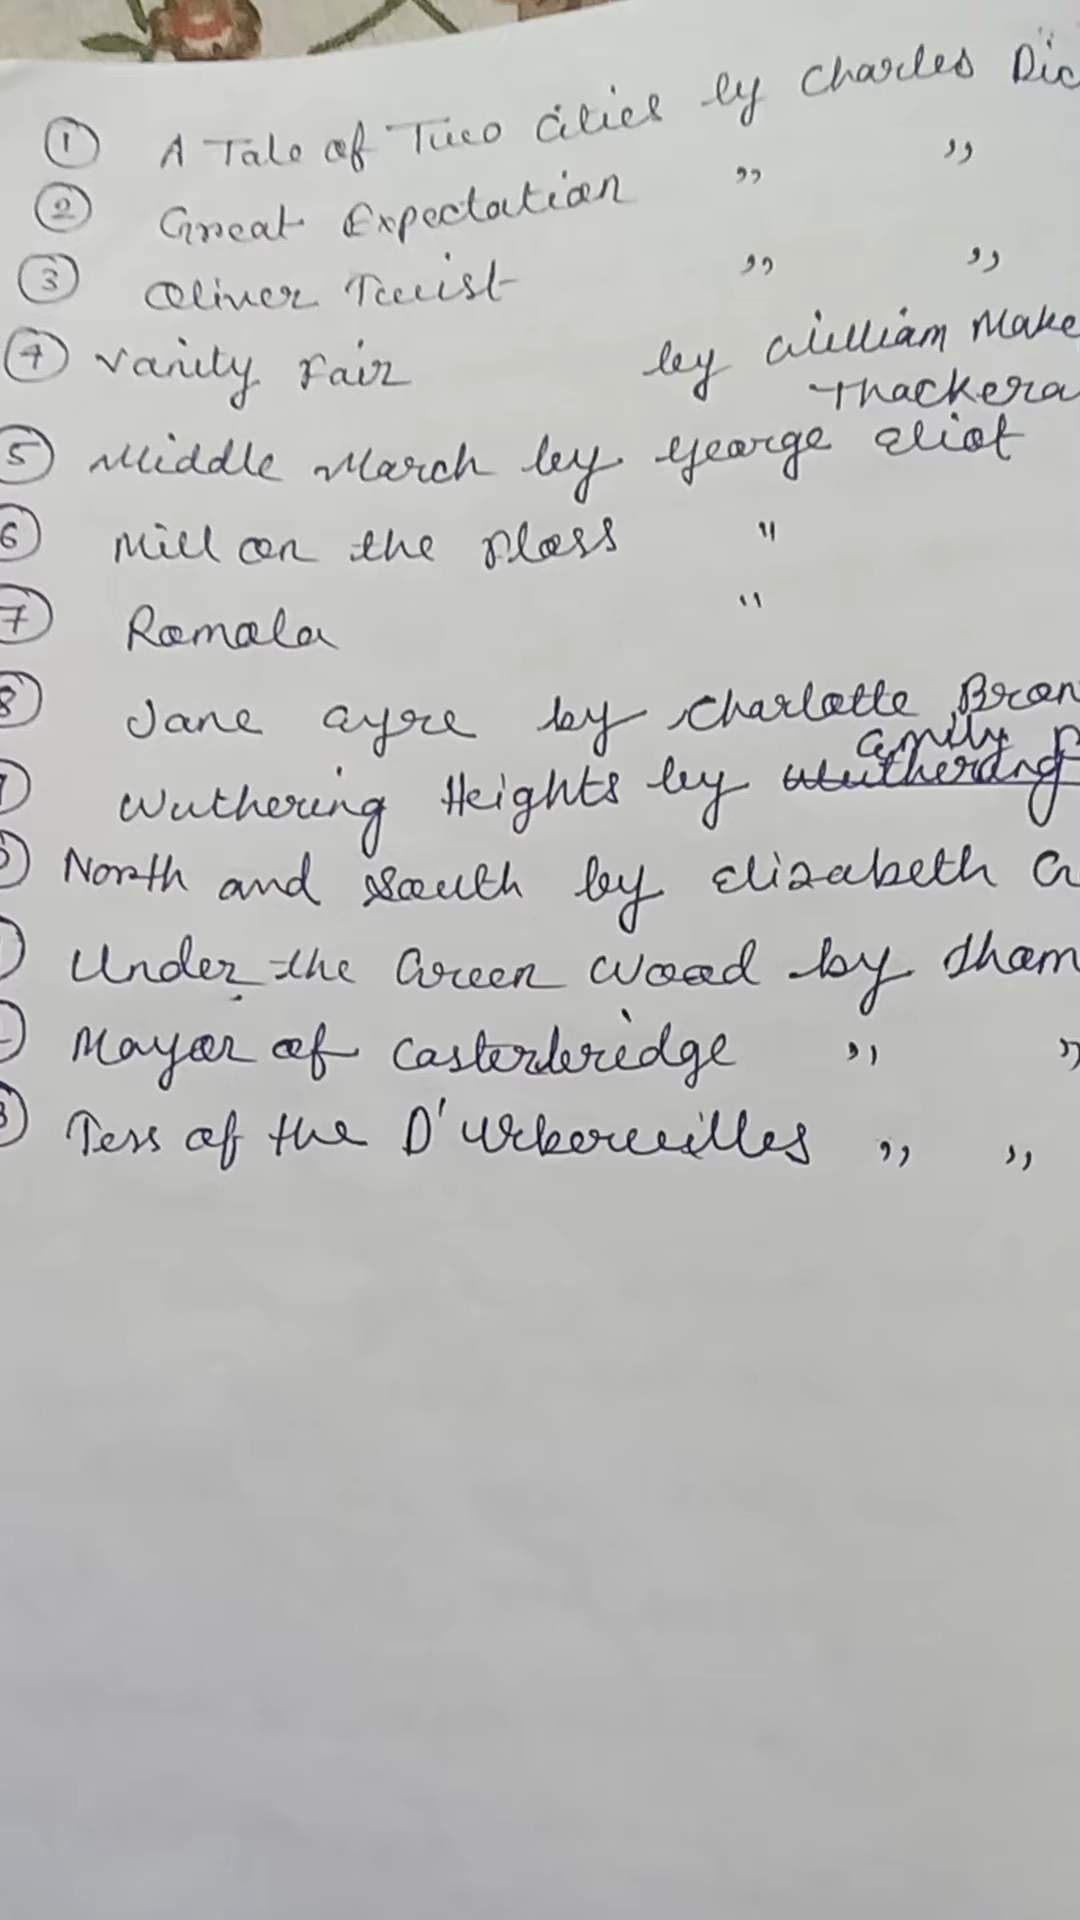 ① A Tale of Two Cities by Charles Dic
② Great Expectation " "
③ Oliver Twist " "
④ Vanity Fair by William Make
Thackera
5 Middle March by George Eliot
6 Mill on the Floss "
7 Romola "
8 Jane Ayre by Charlotte Bron
Emily B
Wuthering Heights by Wuthering
North and South by Elizabeth G
Under the Green Wood by Thom
Mayor of Casterbridge " "
3 Tess of the D'Urberville​s " "